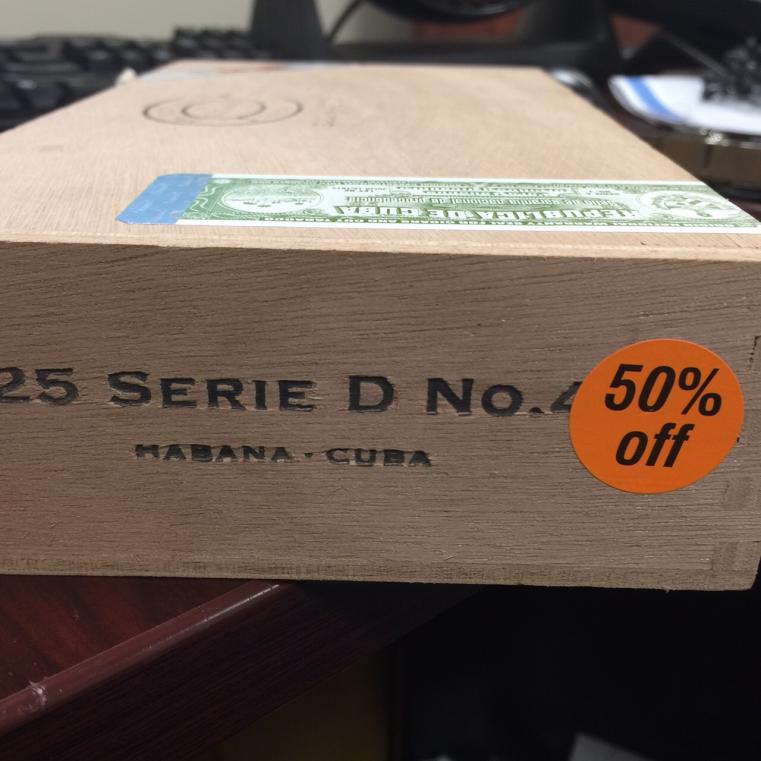 REPUBLICA DE CUBA
25 SERIE D No.4
HABANA · CUBA
50%
off